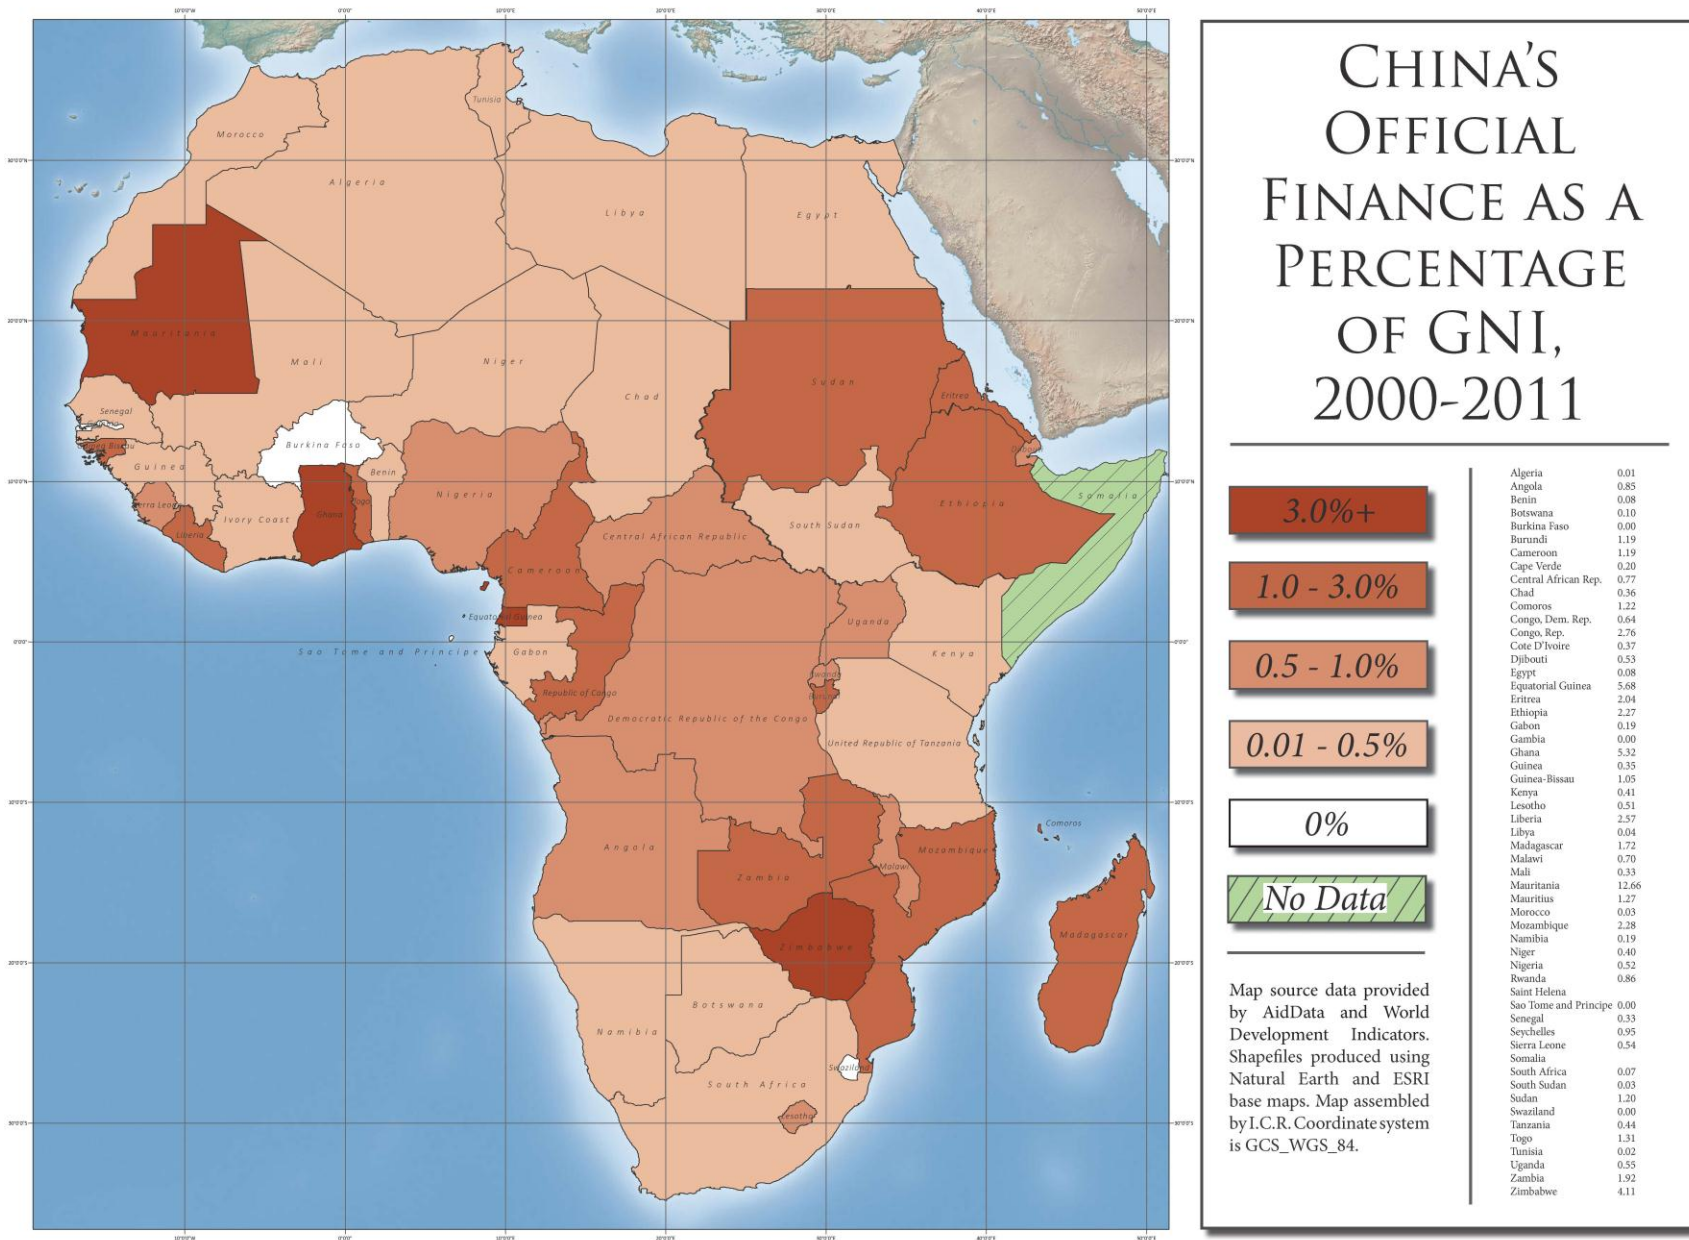 CHINA'S
OFFICIAL
FINANCE AS A
PERCENTAGE
OF GNI,
2000-2011
3.0%+
1.0 - 3.0%
0.5 - 1.0%
0.01 - 0.5%
0%
No Data
Map source data provided
by AidData and World
Development Indicators.
Shapefiles produced using
Natural Earth and ESRI
base maps. Map assembled
by I.C.R. Coordinate system
is GCS_WGS_84.
Algeria 0.01
Angola 0.85
Benin 0.08
Botswana 0.10
Burkina Faso 0.00
Burundi 1.19
Cameroon 1.19
Cape Verde 0.20
Central African Rep. 0.77
Chad 0.36
Comoros 1.22
Congo, Dem. Rep. 0.64
Congo, Rep. 2.76
Cote D'Ivoire 0.37
Djibouti 0.53
Egypt 0.08
Equatorial Guinea 5.68
Eritrea 2.04
Ethiopia 2.27
Gabon 0.19
Gambia 0.00
Ghana 5.32
Guinea 0.35
Guinea-Bissau 1.05
Kenya 0.41
Lesotho 0.51
Liberia 2.57
Libya 0.04
Madagascar 1.72
Malawi 0.70
Mali 0.33
Mauritania 12.66
Mauritius 1.27
Morocco 0.03
Mozambique 2.28
Namibia 0.19
Niger 0.40
Nigeria 0.52
Rwanda 0.86
Saint Helena
Sao Tome and Principe 0.00
Senegal 0.33
Seychelles 0.95
Sierra Leone 0.54
Somalia
South Africa 0.07
South Sudan 0.03
Sudan 1.20
Swaziland 0.00
Tanzania 0.44
Togo 1.31
Tunisia 0.02
Uganda 0.55
Zambia 1.92
Zimbabwe 4.11
Tunisia
Morocco
Algeria
Libya
Egypt
Mauritania
Mali
Niger
Chad
Sudan
Eritrea
Senegal
Guinea
Burkina Faso
Benin
Nigeria
Ethiopia
Somalia
Ivory Coast
Ghana
Togo
Liberia
South Sudan
Central African Republic
Cameroon
Equatorial Guinea
Uganda
Sao Tome and Principe
Gabon
Kenya
Rwanda
Burundi
Republic of Congo
Democratic Republic of the Congo
United Republic of Tanzania
Comoros
Angola
Zambia
Malawi
Mozambique
Zimbabwe
Madagascar
Namibia
Botswana
Swaziland
South Africa
Lesotho